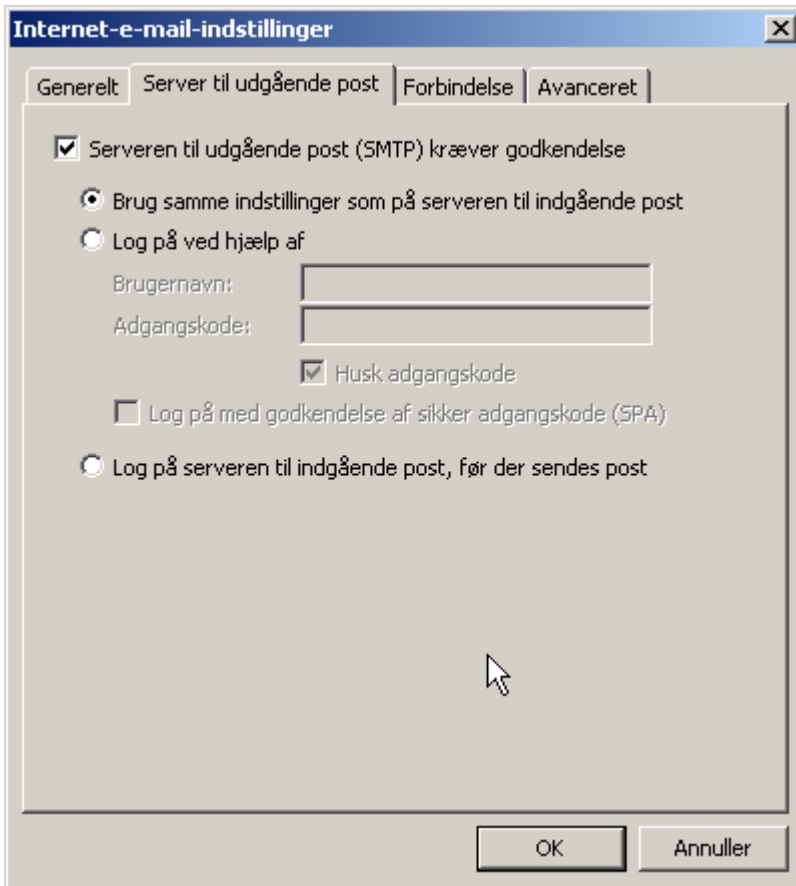 Internet-e-mail-indstillinger
Generelt
Server til udgående post
Forbindelse
Avanceret
Serveren til udgående post (SMTP) kræver godkendelse
Brug samme indstillinger som på serveren til indgående post
Log på ved hjælp af
Brugernavn:
Adgangskode:
Husk adgangskode
Log på med godkendelse af sikker adgangskode (SPA)
Log på serveren til indgående post, før der sendes post
OK
Annuller